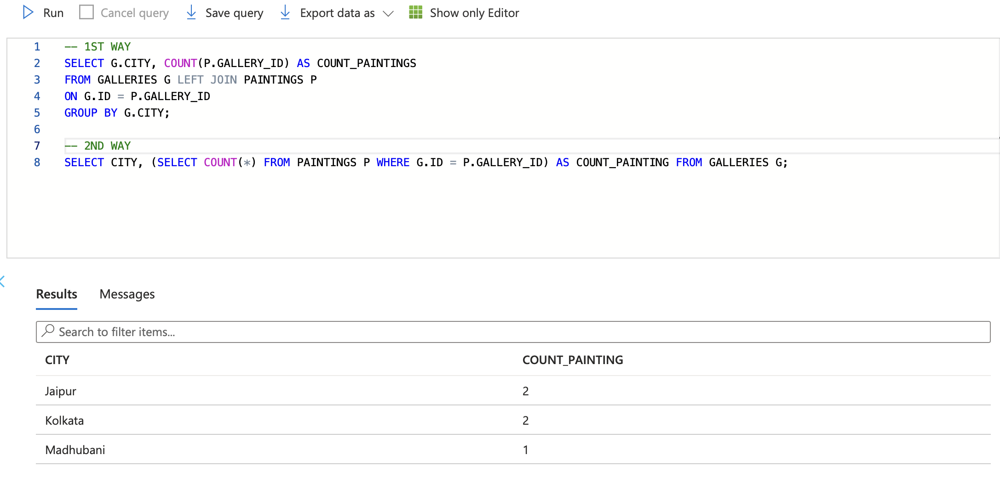 Run Cancel query Save query Export data as Show only Editor
1 -- 1ST WAY
2 SELECT G.CITY, COUNT(P.GALLERY_ID) AS COUNT_PAINTINGS
3 FROM GALLERIES G LEFT JOIN PAINTINGS P
4 ON G.ID = P.GALLERY_ID
5 GROUP BY G.CITY;
6
7 -- 2ND WAY
8 SELECT CITY, (SELECT COUNT(*) FROM PAINTINGS P WHERE G.ID = P.GALLERY_ID) AS COUNT_PAINTING FROM GALLERIES G;
Results Messages
Search to filter items...
CITY COUNT_PAINTING
Jaipur 2
Kolkata 2
Madhubani 1